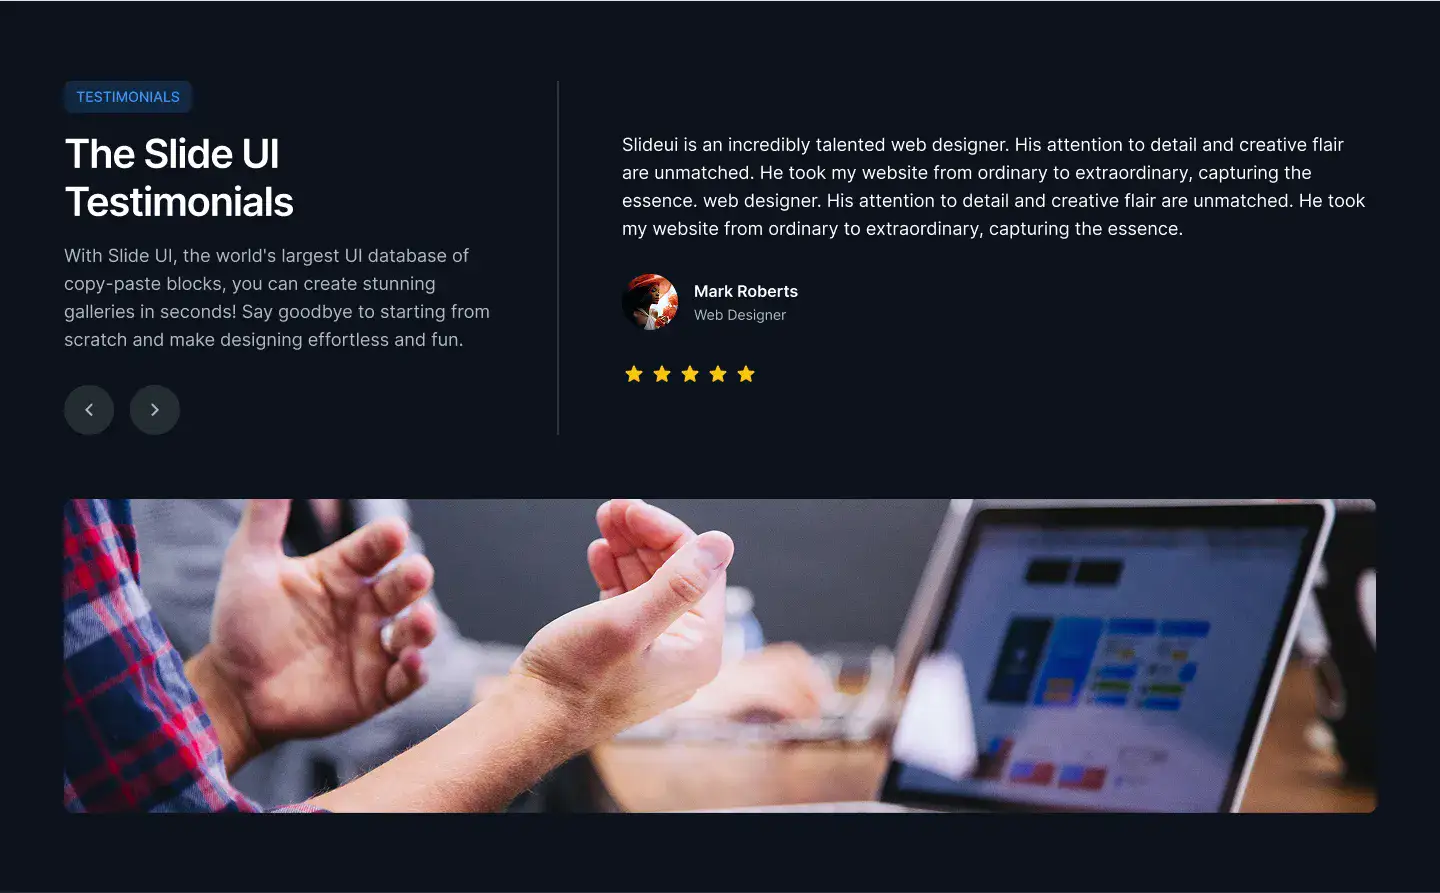 TESTIMONIALS
The Slide UI
Testimonials
With Slide UI, the world's largest UI database of
copy-paste blocks, you can create stunning
galleries in seconds! Say goodbye to starting from
scratch and make designing effortless and fun.
Slideui is an incredibly talented web designer. His attention to detail and creative flair
are unmatched. He took my website from ordinary to extraordinary, capturing the
essence. web designer. His attention to detail and creative flair are unmatched. He took
my website from ordinary to extraordinary, capturing the essence.
Mark Roberts
Web Designer